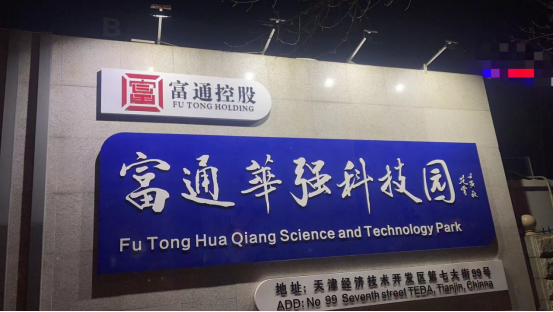 富通控股
FU TONG HOLDING
富通華强科技园
Fu Tong Hua Qiang Science and Technology Park
地址：天津经济技术开发区第七大街99号
ADD: No 99 Seventh street TEDA, Tianjin, Chinna